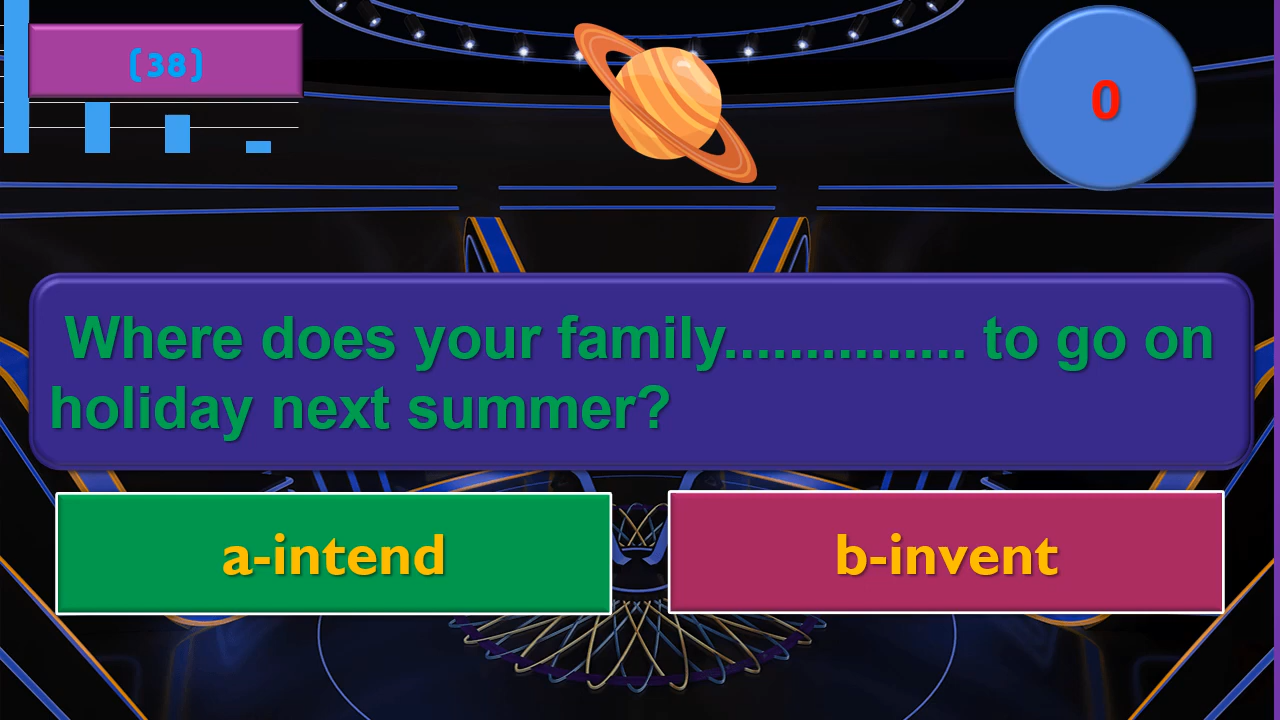 (38)
0
Where does your family............... to go on
holiday next summer?
a-intend
b-invent